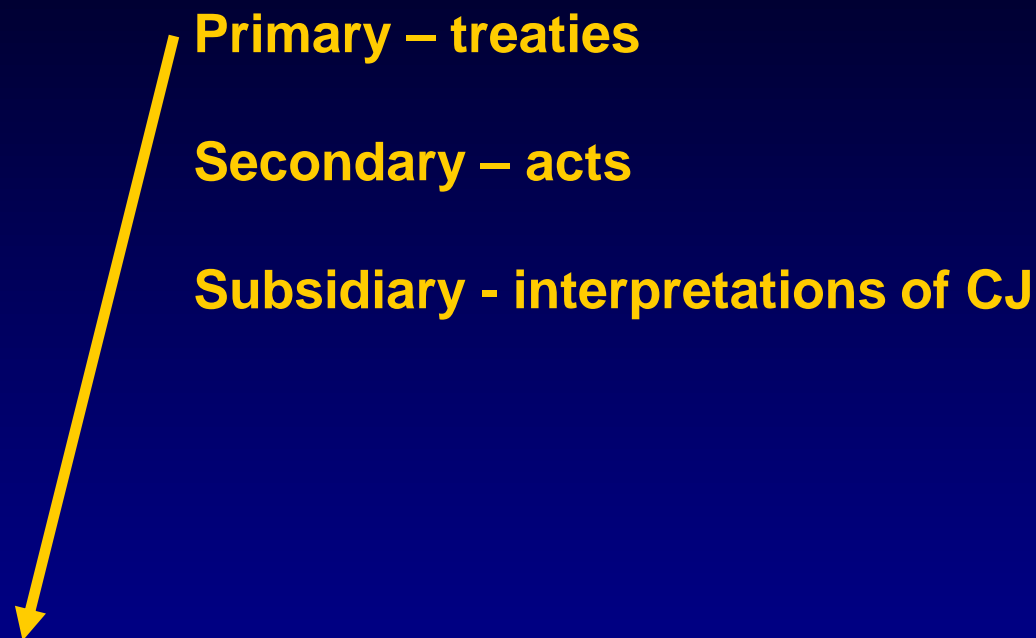 Primary – treaties
Secondary – acts
Subsidiary - interpretations of CJ